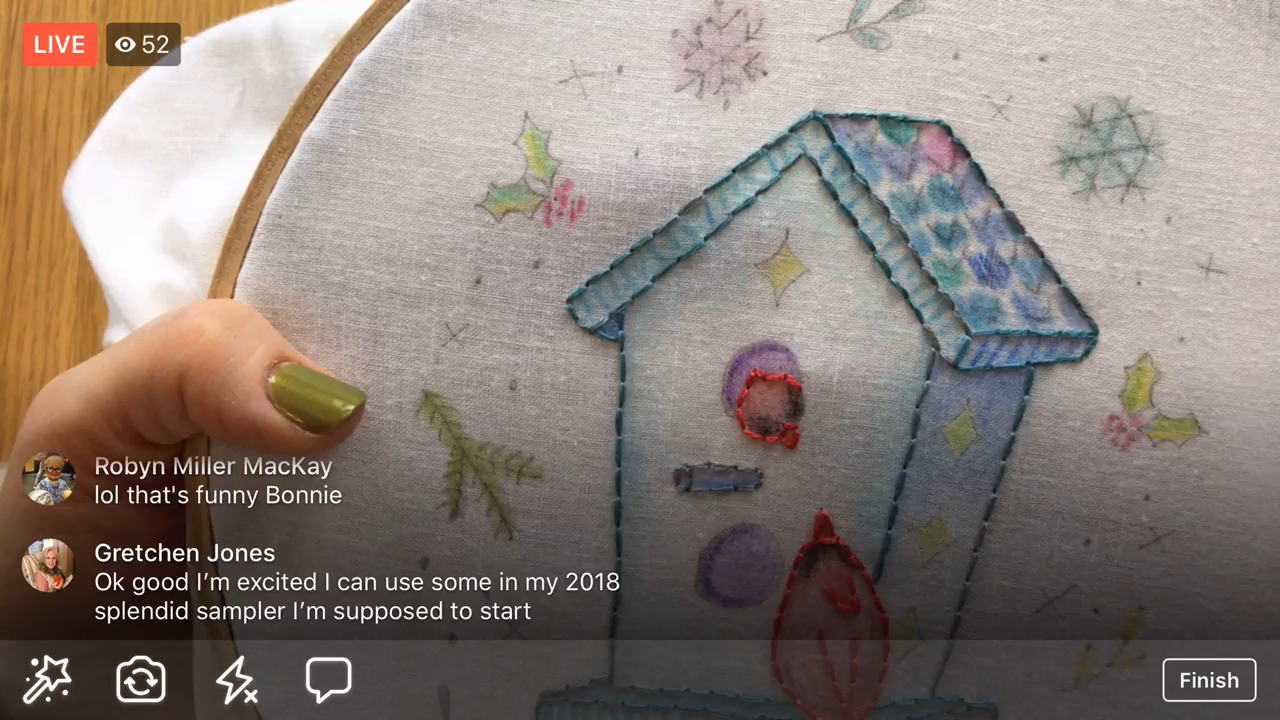 LIVE
52
Robyn Miller MacKay
lol that's funny Bonnie
Gretchen Jones
Ok good I’m excited I can use some in my 2018
splendid sampler I’m supposed to start
Finish